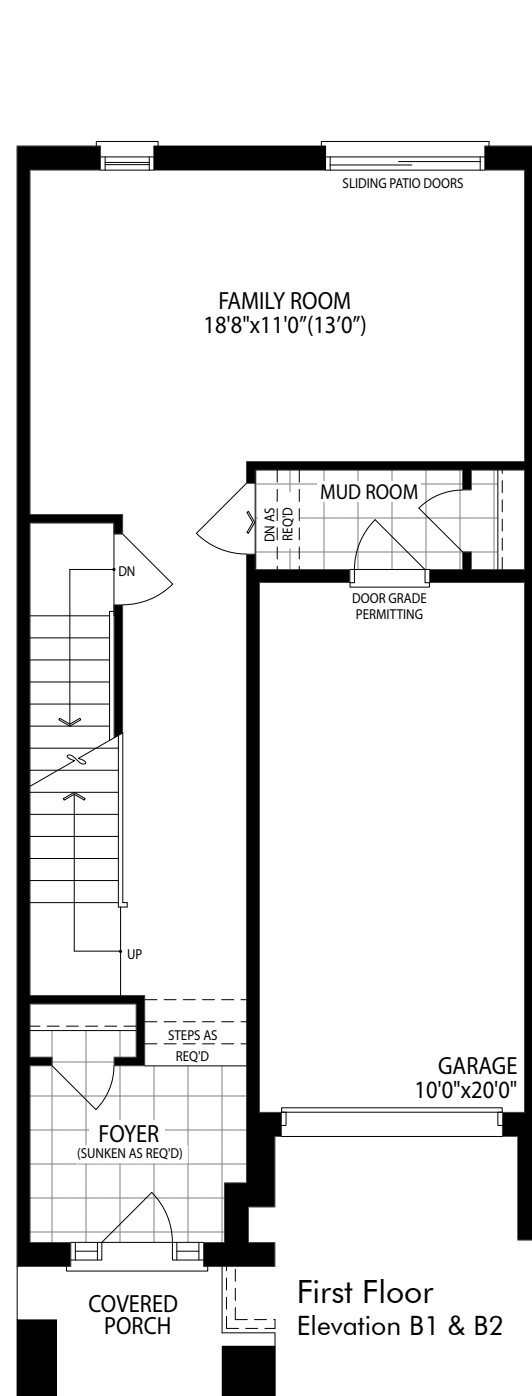 SLIDING PATIO DOORS
FAMILY ROOM
18'8"x11'0"(13'0")
MUD ROOM
DN AS
REQ'D
DN
DOOR GRADE
PERMITTING
UP
STEPS AS
REQ'D
GARAGE
10'0"x20'0"
FOYER
(SUNKEN AS REQ'D)
COVERED
PORCH
First Floor
Elevation B1 & B2